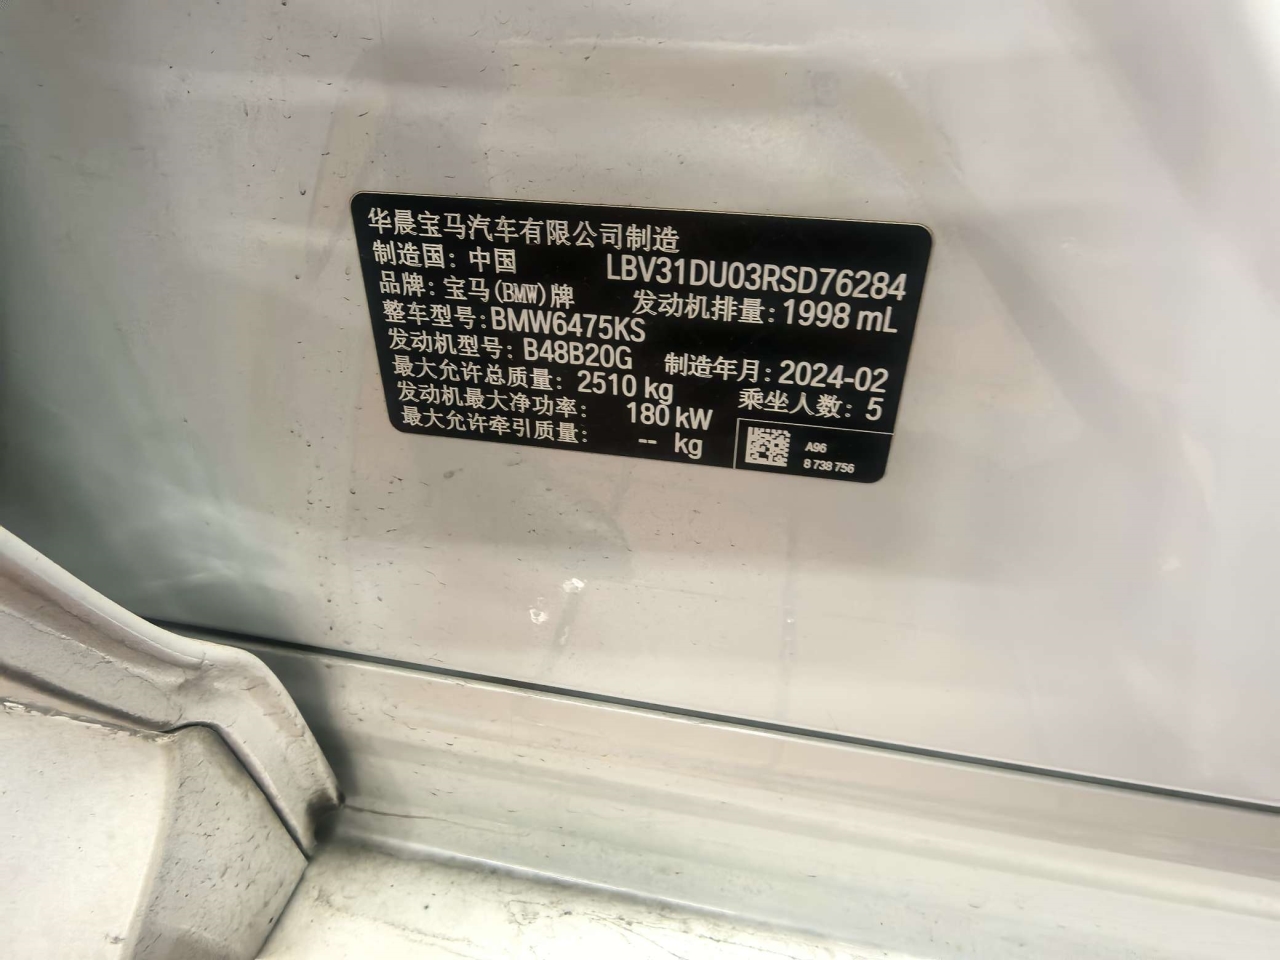 华晨宝马汽车有限公司制造
制造国: 中国 LBV31DU03RSD76284
品牌: 宝马(BMW)牌 发动机排量: 1998 mL
整车型号: BMW6475KS
发动机型号: B48B20G 制造年月: 2024-02
最大允许总质量: 2510 kg 乘坐人数: 5
发动机最大净功率: 180 kW
最大允许牵引质量: -- kg
A96
8 738 756